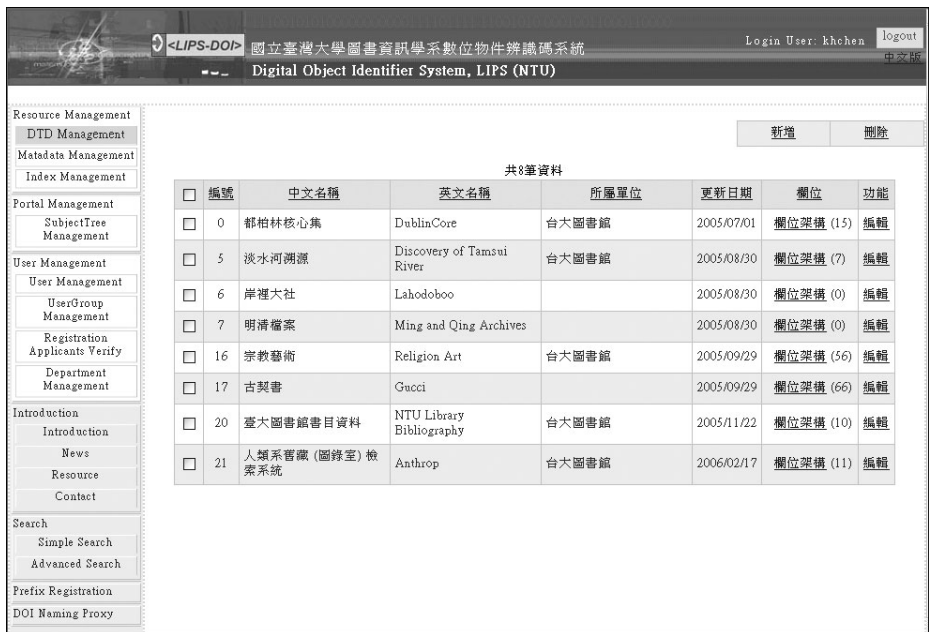 <LIPS-DOI> 國立臺灣大學圖書資訊學系數位物件辨識碼系統
Digital Object Identifier System, LIPS (NTU)
Login User: khchen
logout
中文版
Resource Management
DTD Management
Matadata Management
Index Management
Portal Management
SubjectTree
Management
User Management
User Management
UserGroup
Management
Registration
Applicants Verify
Department
Management
Introduction
Introduction
News
Resource
Contact
Search
Simple Search
Advanced Search
Prefix Registration
DOI Naming Proxy
新增 刪除
共8筆資料
編號 中文名稱 英文名稱 所屬單位 更新日期 欄位 功能
0 都柏林核心集 DublinCore 台大圖書館 2005/07/01 欄位架構 (15) 編輯
5 淡水河溯源 Discovery of Tamsui
River 台大圖書館 2005/08/30 欄位架構 (7) 編輯
6 岸裡大社 Lahodoboo 2005/08/30 欄位架構 (0) 編輯
7 明清檔案 Ming and Qing Archives 2005/08/30 欄位架構 (0) 編輯
16 宗教藝術 Religion Art 台大圖書館 2005/09/29 欄位架構 (56) 編輯
17 古契書 Gucci 2005/09/29 欄位架構 (66) 編輯
20 臺大圖書館書目資料 NTU Library
Bibliography 台大圖書館 2005/11/22 欄位架構 (10) 編輯
21 人類系舊藏 (圖錄室) 檢
索系統 Anthrop 台大圖書館 2006/02/17 欄位架構 (11) 編輯